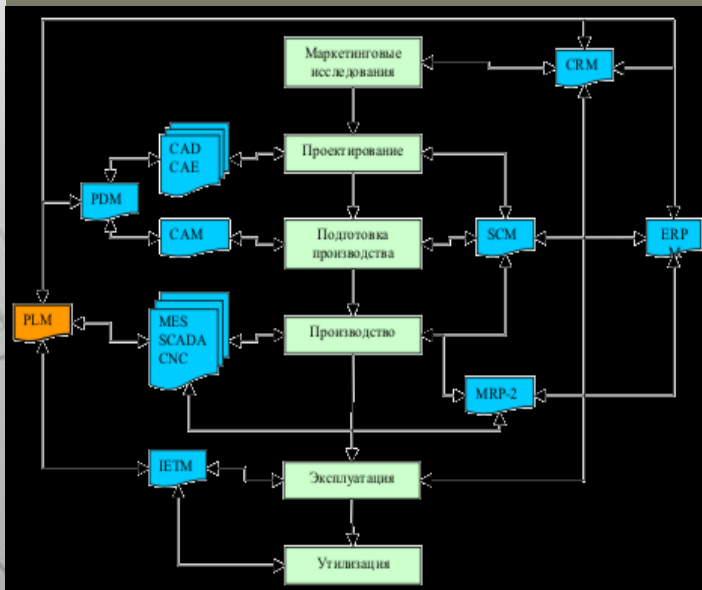 Маркетинговые
исследования
CRM
CAD
CAE
Проектирование
PDM
CAM
Подготовка
производства
SCM
ERP
PLM
MES
SCADA
CNC
Производство
MRP-2
IETM
Эксплуатация
Утилизация